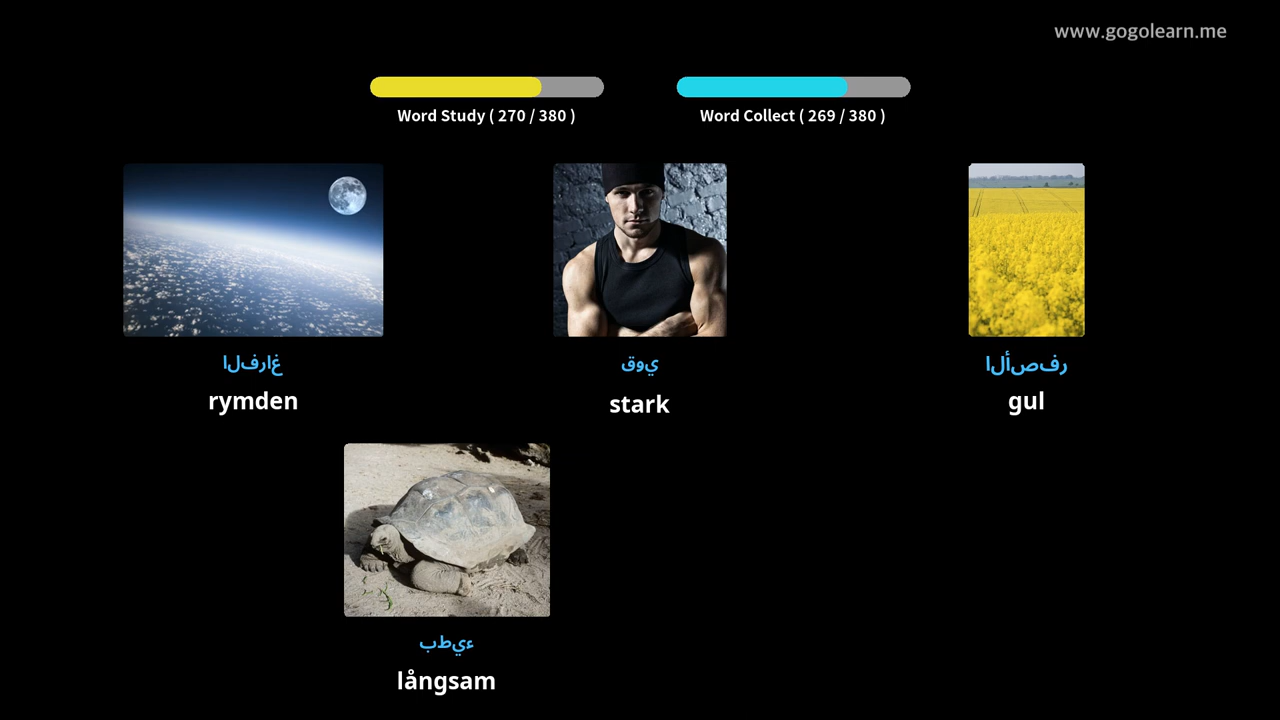 www.gogolearn.me
Word Study ( 270 / 380 )
Word Collect ( 269 / 380 )
الفراغ
rymden
قوي
stark
الأصفر
gul
بطيء
långsam